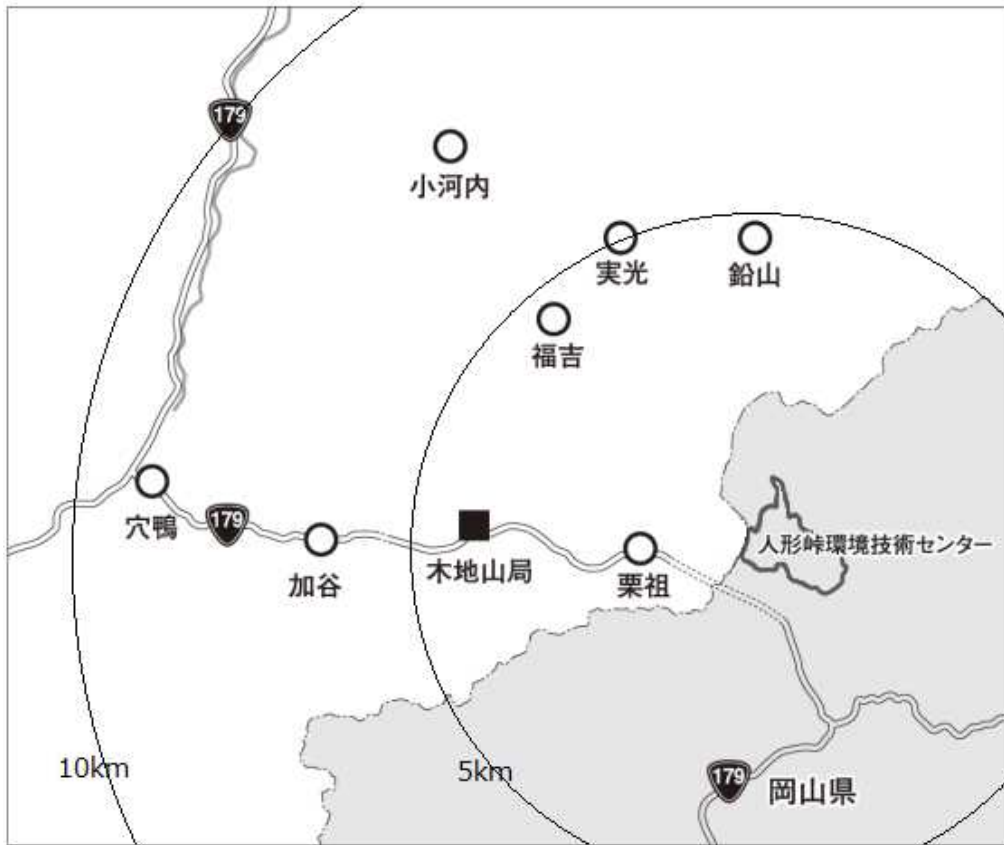 179
小河内
実光
鉛山
福吉
穴鴨
179
加谷
木地山局
栗祖
人形峠環境技術センター
10km
5km
179
岡山県